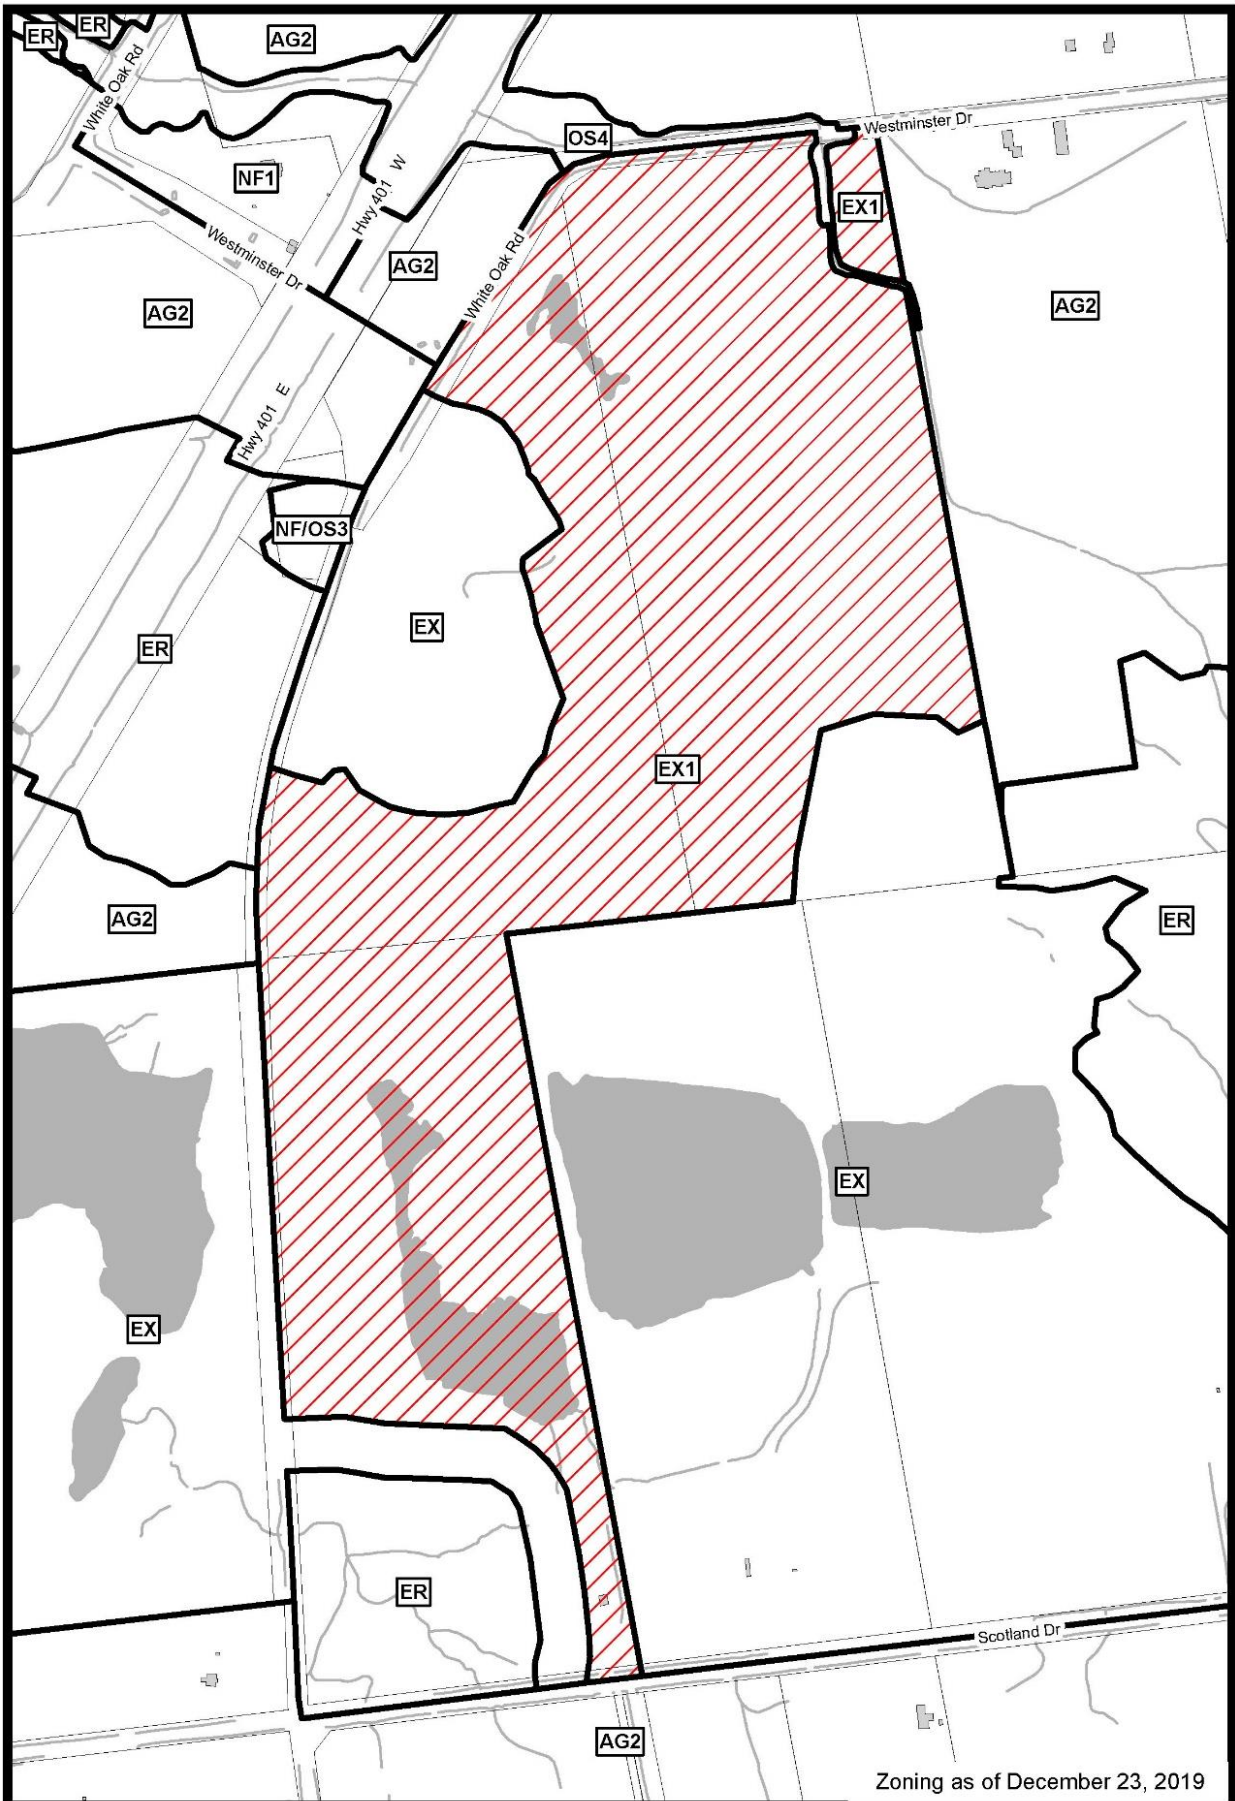 ER
ER
AG2
White Oak Rd
OS4
Westminster Dr
NF1
Hwy 401 W
EX1
Westminster Dr
AG2
White Oak Rd
AG2
AG2
Hwy 401 E
NF/OS3
EX
ER
EX1
AG2
ER
EX
EX
ER
Scotland Dr
AG2
Zoning as of December 23, 2019